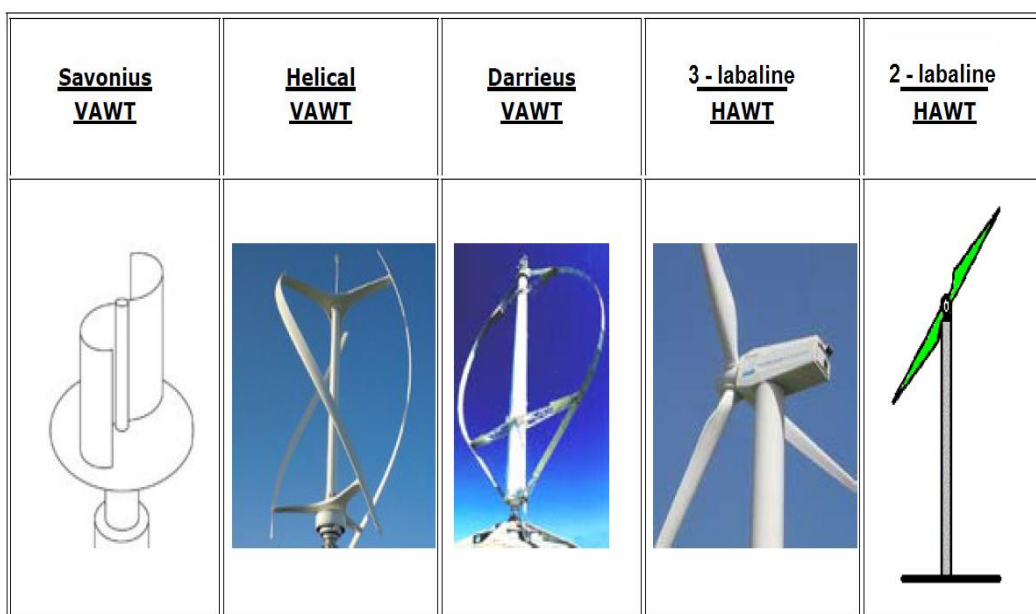 Savonius
VAWT
Helical
VAWT
Darrieus
VAWT
3 - labaline
HAWT
2 - labaline
HAWT